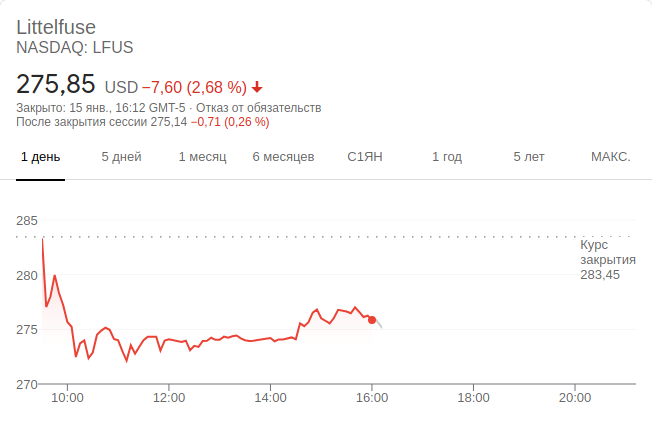 Littelfuse
NASDAQ: LFUS
275,85 USD −7,60 (2,68 %)
Закрыто: 15 янв., 16:12 GMT-5 · Отказ от обязательств
После закрытия сессии 275,14 −0,71 (0,26 %)
1 день 5 дней 1 месяц 6 месяцев С1ЯН 1 год 5 лет МАКС.
285
Курс
закрытия
283,45
280
275
270
10:00 12:00 14:00 16:00 18:00 20:00